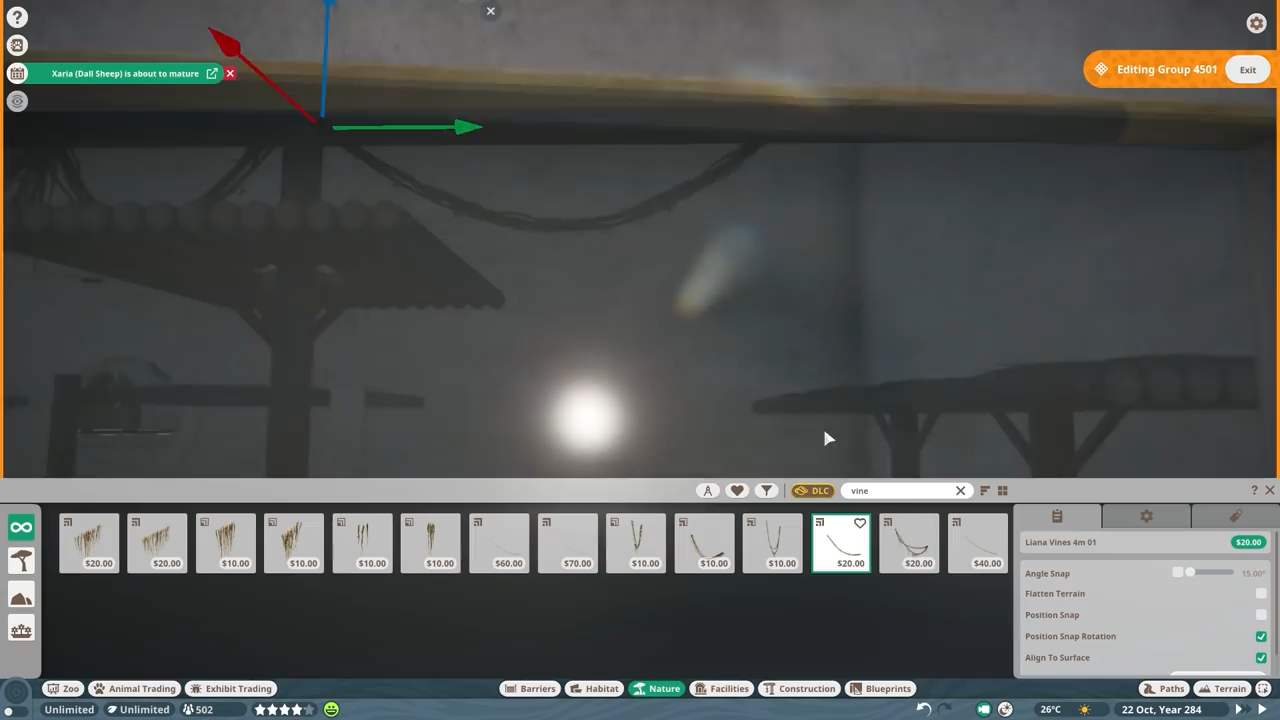 ?
Xaria (Dall Sheep) is about to mature
Editing Group 4501
Exit
DLC
vine
?
$20.00
$20.00
$10.00
$10.00
$10.00
$10.00
$60.00
$70.00
$10.00
$10.00
$10.00
$20.00
$20.00
$40.00
Liana Vines 4m 01
$20.00
Angle Snap
15.00°
Flatten Terrain
Position Snap
Position Snap Rotation
Align To Surface
Zoo
Animal Trading
Exhibit Trading
Barriers
Habitat
Nature
Facilities
Construction
Blueprints
Paths
Terrain
Unlimited
Unlimited
502
26°C
22 Oct, Year 284